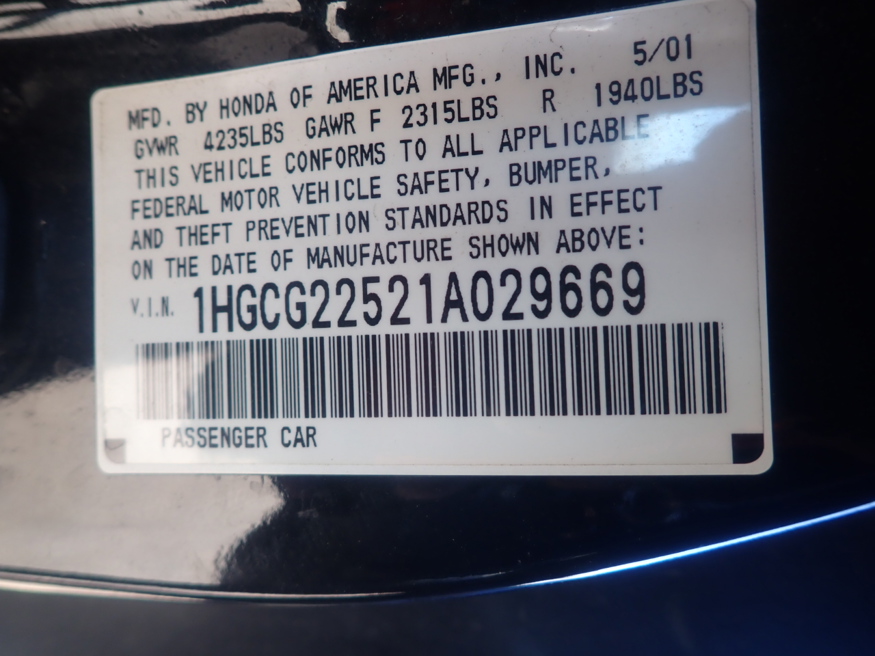 MFD. BY HONDA OF AMERICA MFG., INC. 5/01
GVWR 4235LBS GAWR F 2315LBS R 1940LBS
THIS VEHICLE CONFORMS TO ALL APPLICABLE
FEDERAL MOTOR VEHICLE SAFETY, BUMPER,
AND THEFT PREVENTION STANDARDS IN EFFECT
ON THE DATE OF MANUFACTURE SHOWN ABOVE:
V.I.N. 1HGCG22521A029669
PASSENGER CAR